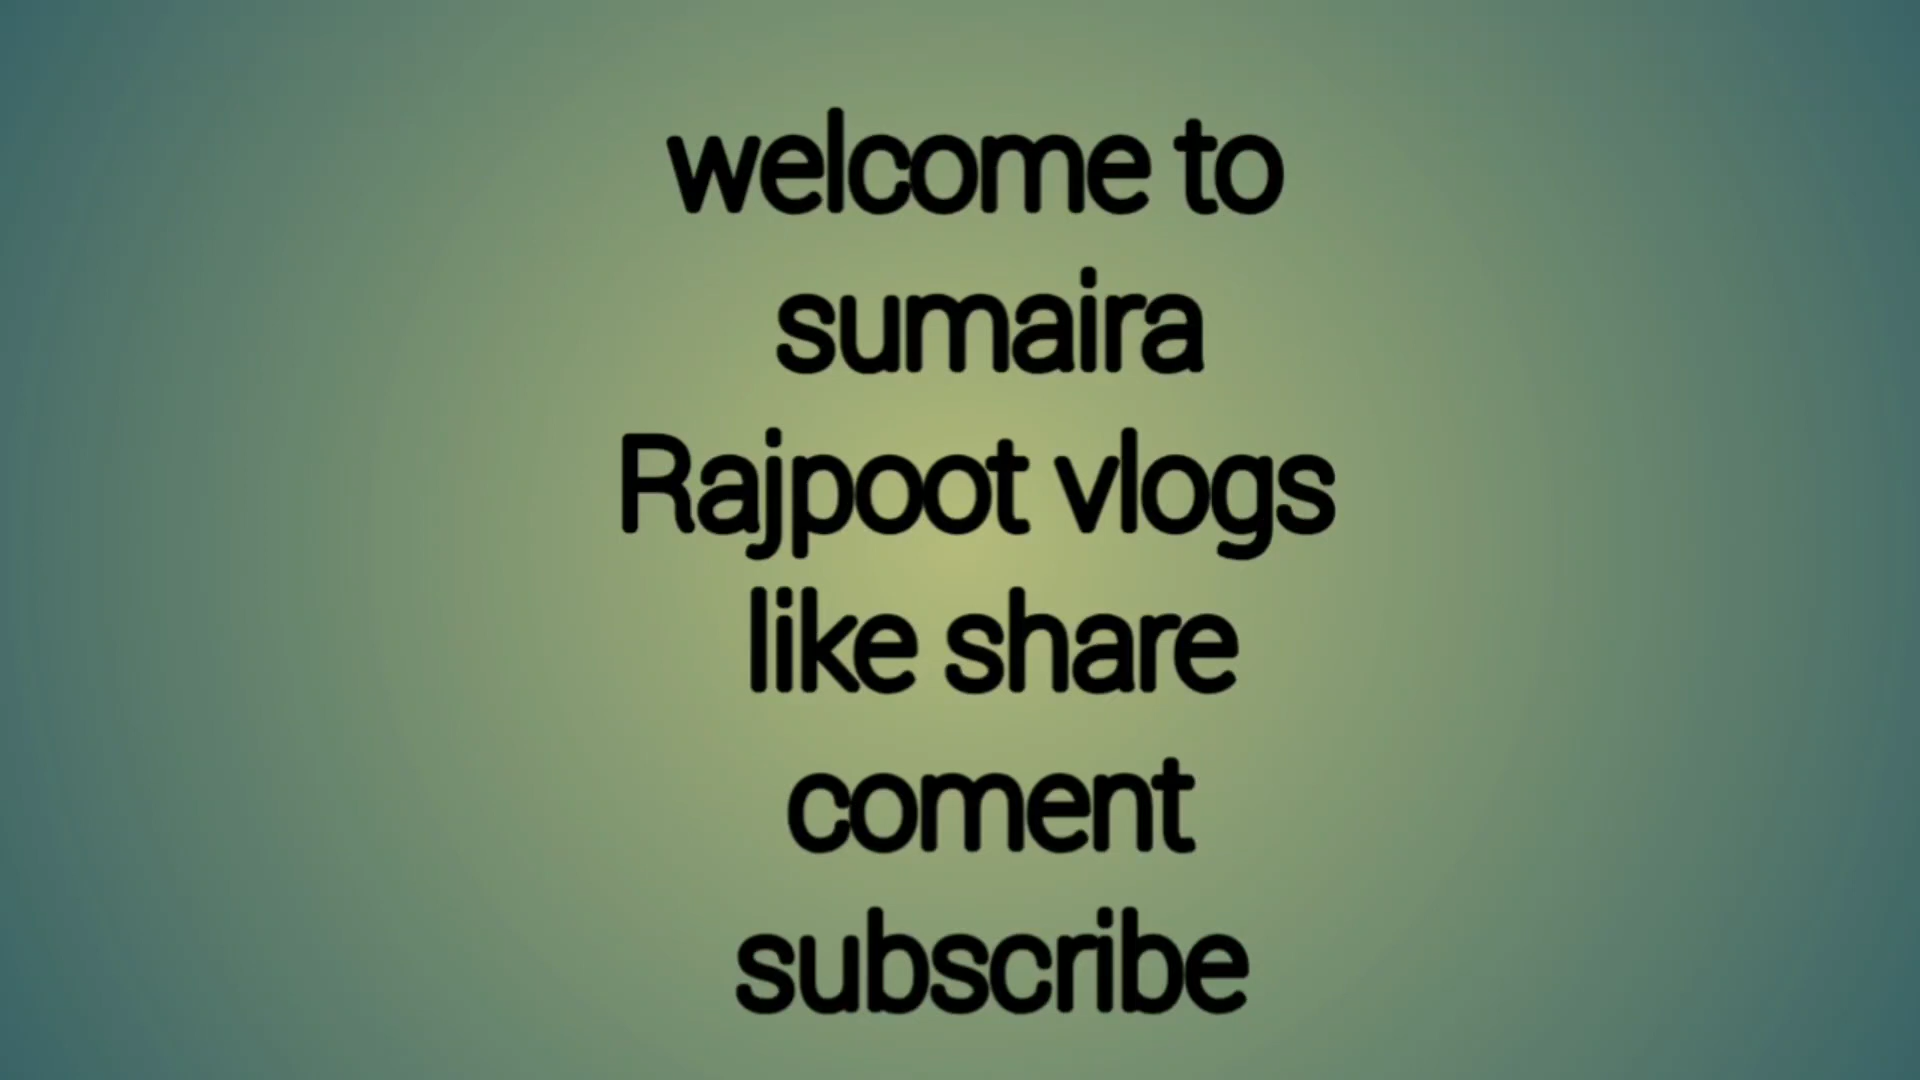 welcome to
sumaira
Rajpoot vlogs
like share
coment
subscribe